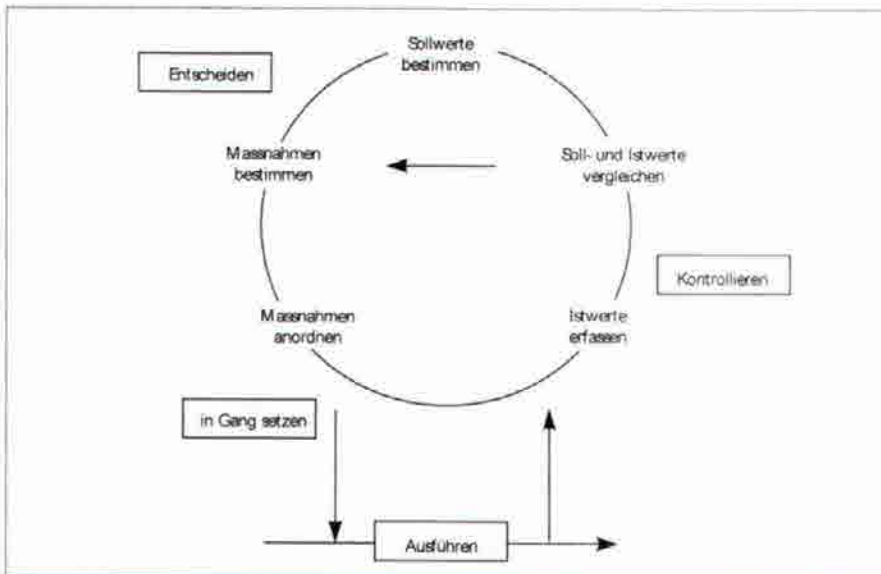 Sollwerte
bestimmen
Entscheiden
Massnahmen
bestimmen
Soll- und Istwerte
vergleichen
Kontrollieren
Massnahmen
anordnen
Istwerte
erfassen
in Gang setzen
Ausführen